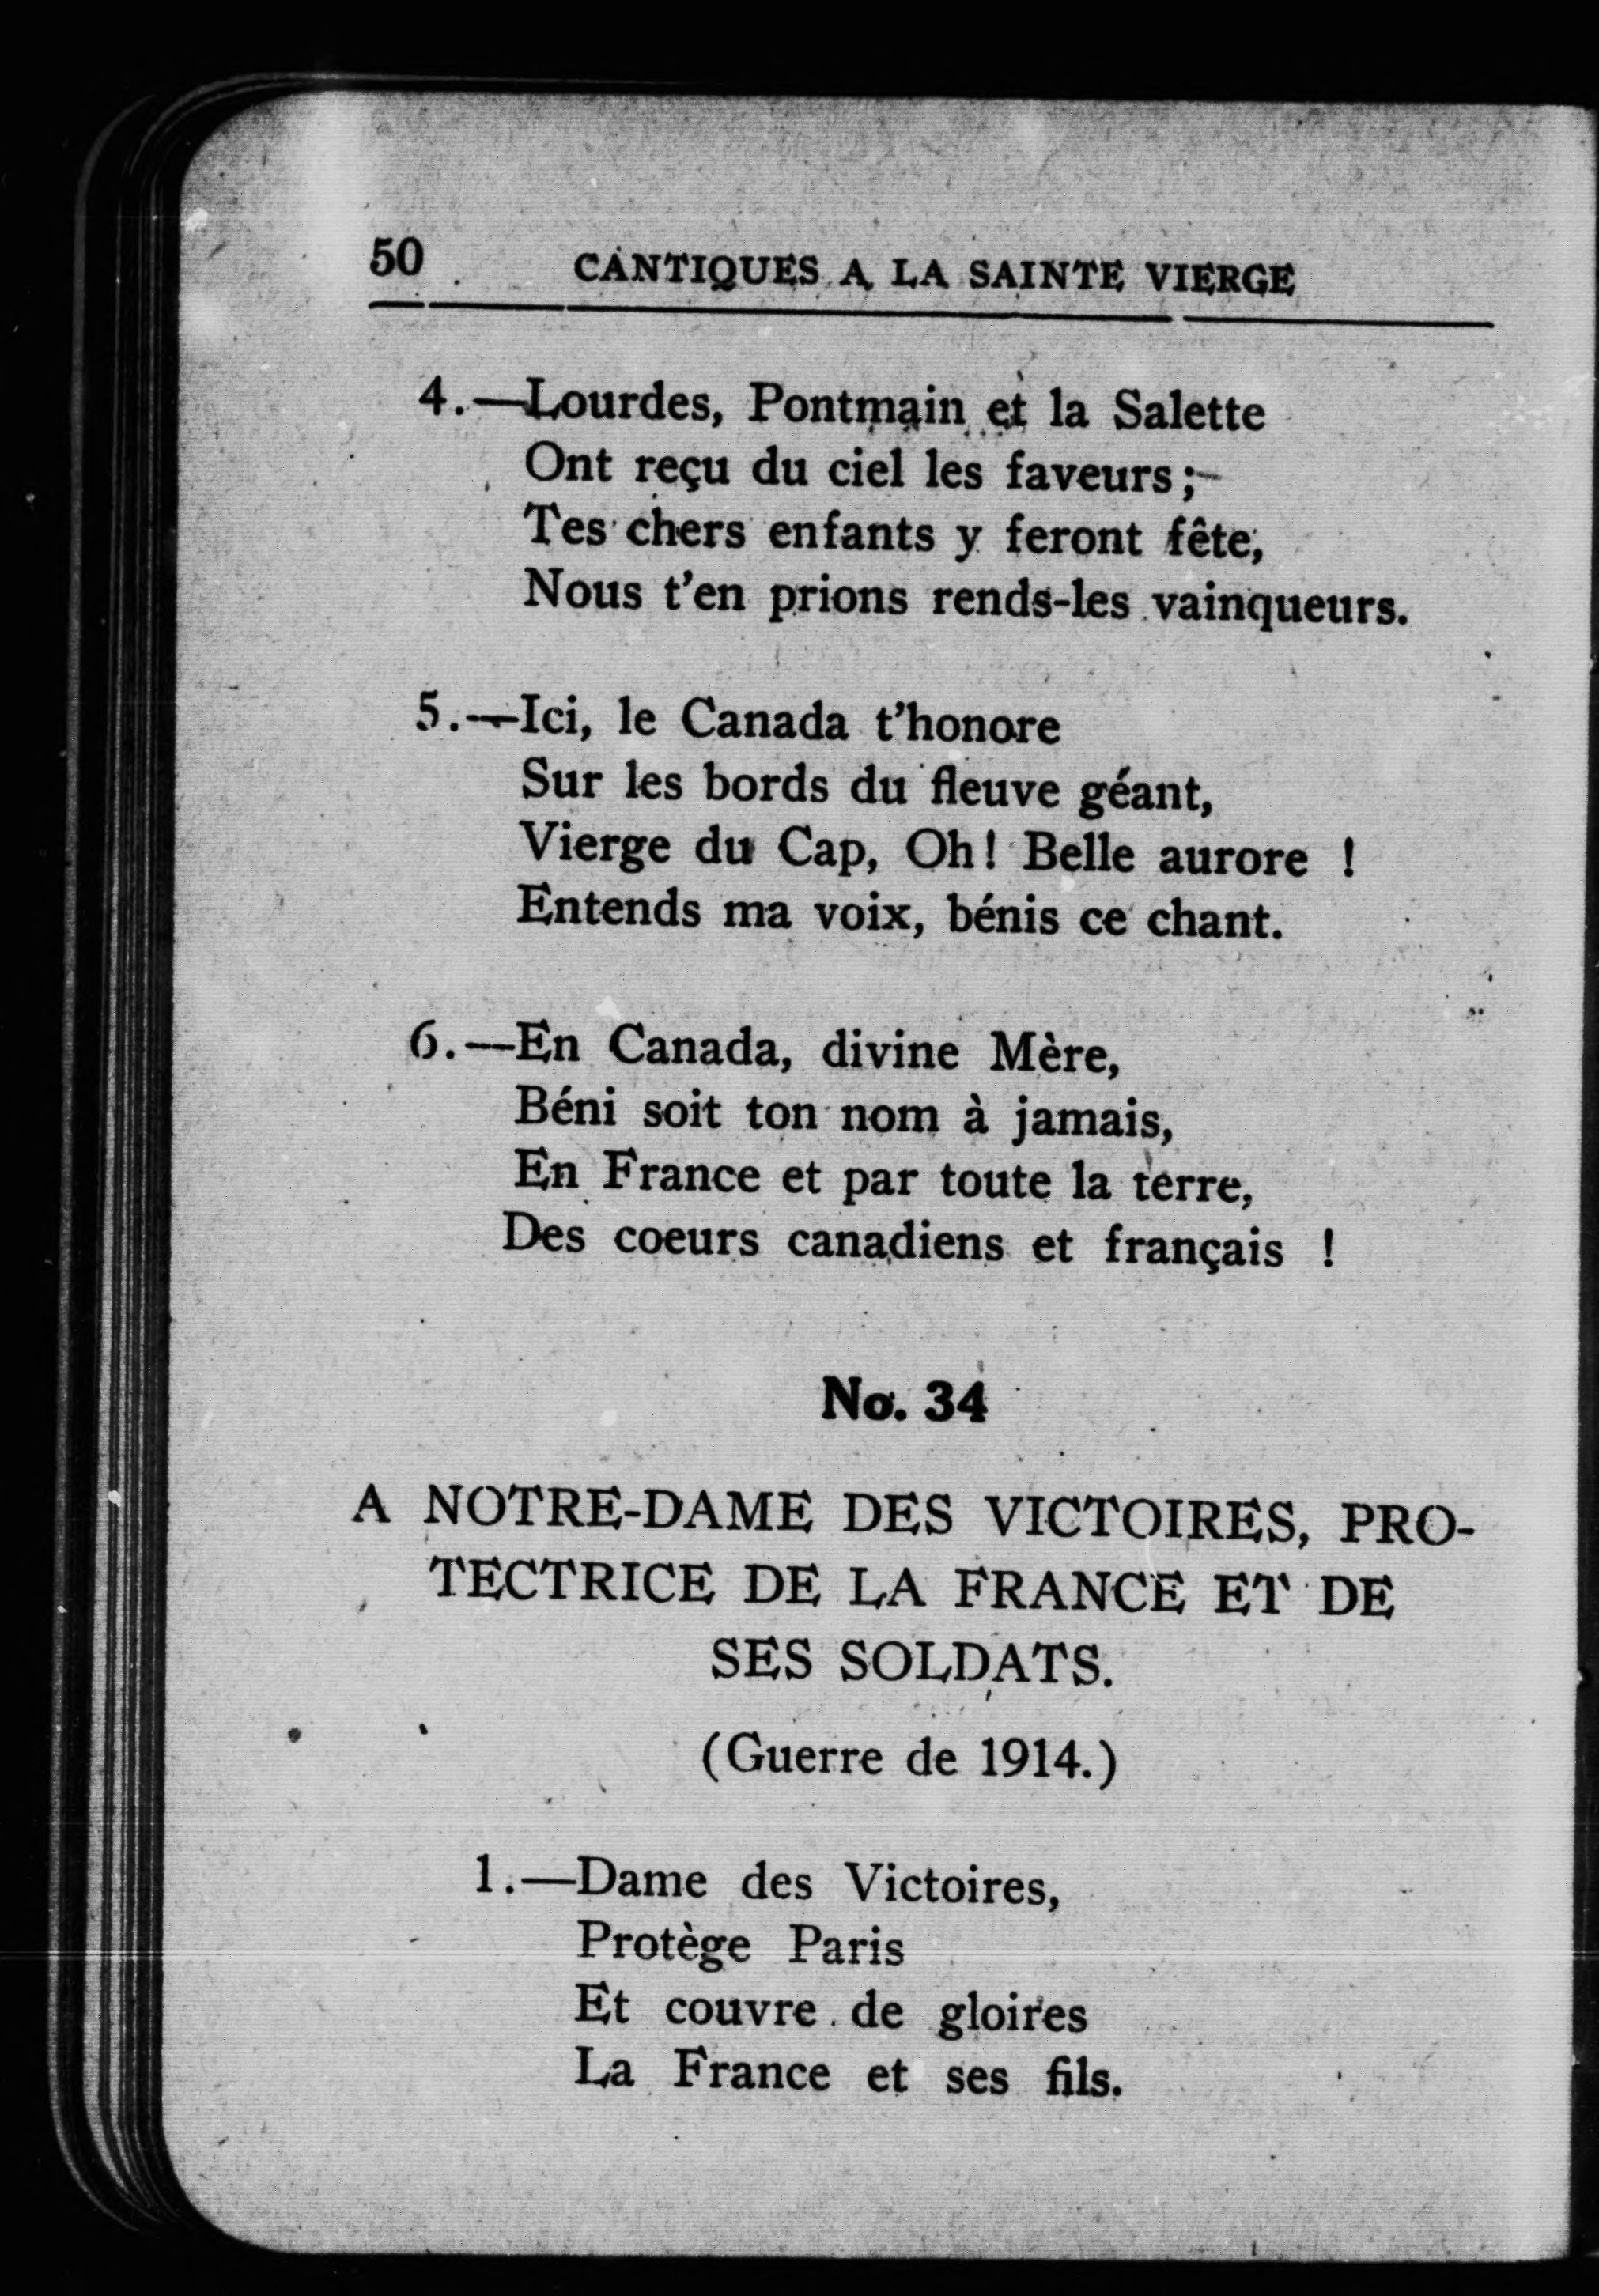 50 CANTIQUES A LA SAINTE VIERGE
4.—Lourdes, Pontmain et la Salette
Ont reçu du ciel les faveurs;
Tes chers enfants y feront fête,
Nous t'en prions rends-les vainqueurs.
5.—Ici, le Canada t'honore
Sur les bords du fleuve géant,
Vierge du Cap, Oh! Belle aurore !
Entends ma voix, bénis ce chant.
6.—En Canada, divine Mère,
Béni soit ton nom à jamais,
En France et par toute la terre,
Des coeurs canadiens et français !
No. 34
A NOTRE-DAME DES VICTOIRES, PRO-
TECTRICE DE LA FRANCE ET DE
SES SOLDATS.
(Guerre de 1914.)
1.—Dame des Victoires,
Protège Paris
Et couvre de gloires
La France et ses fils.